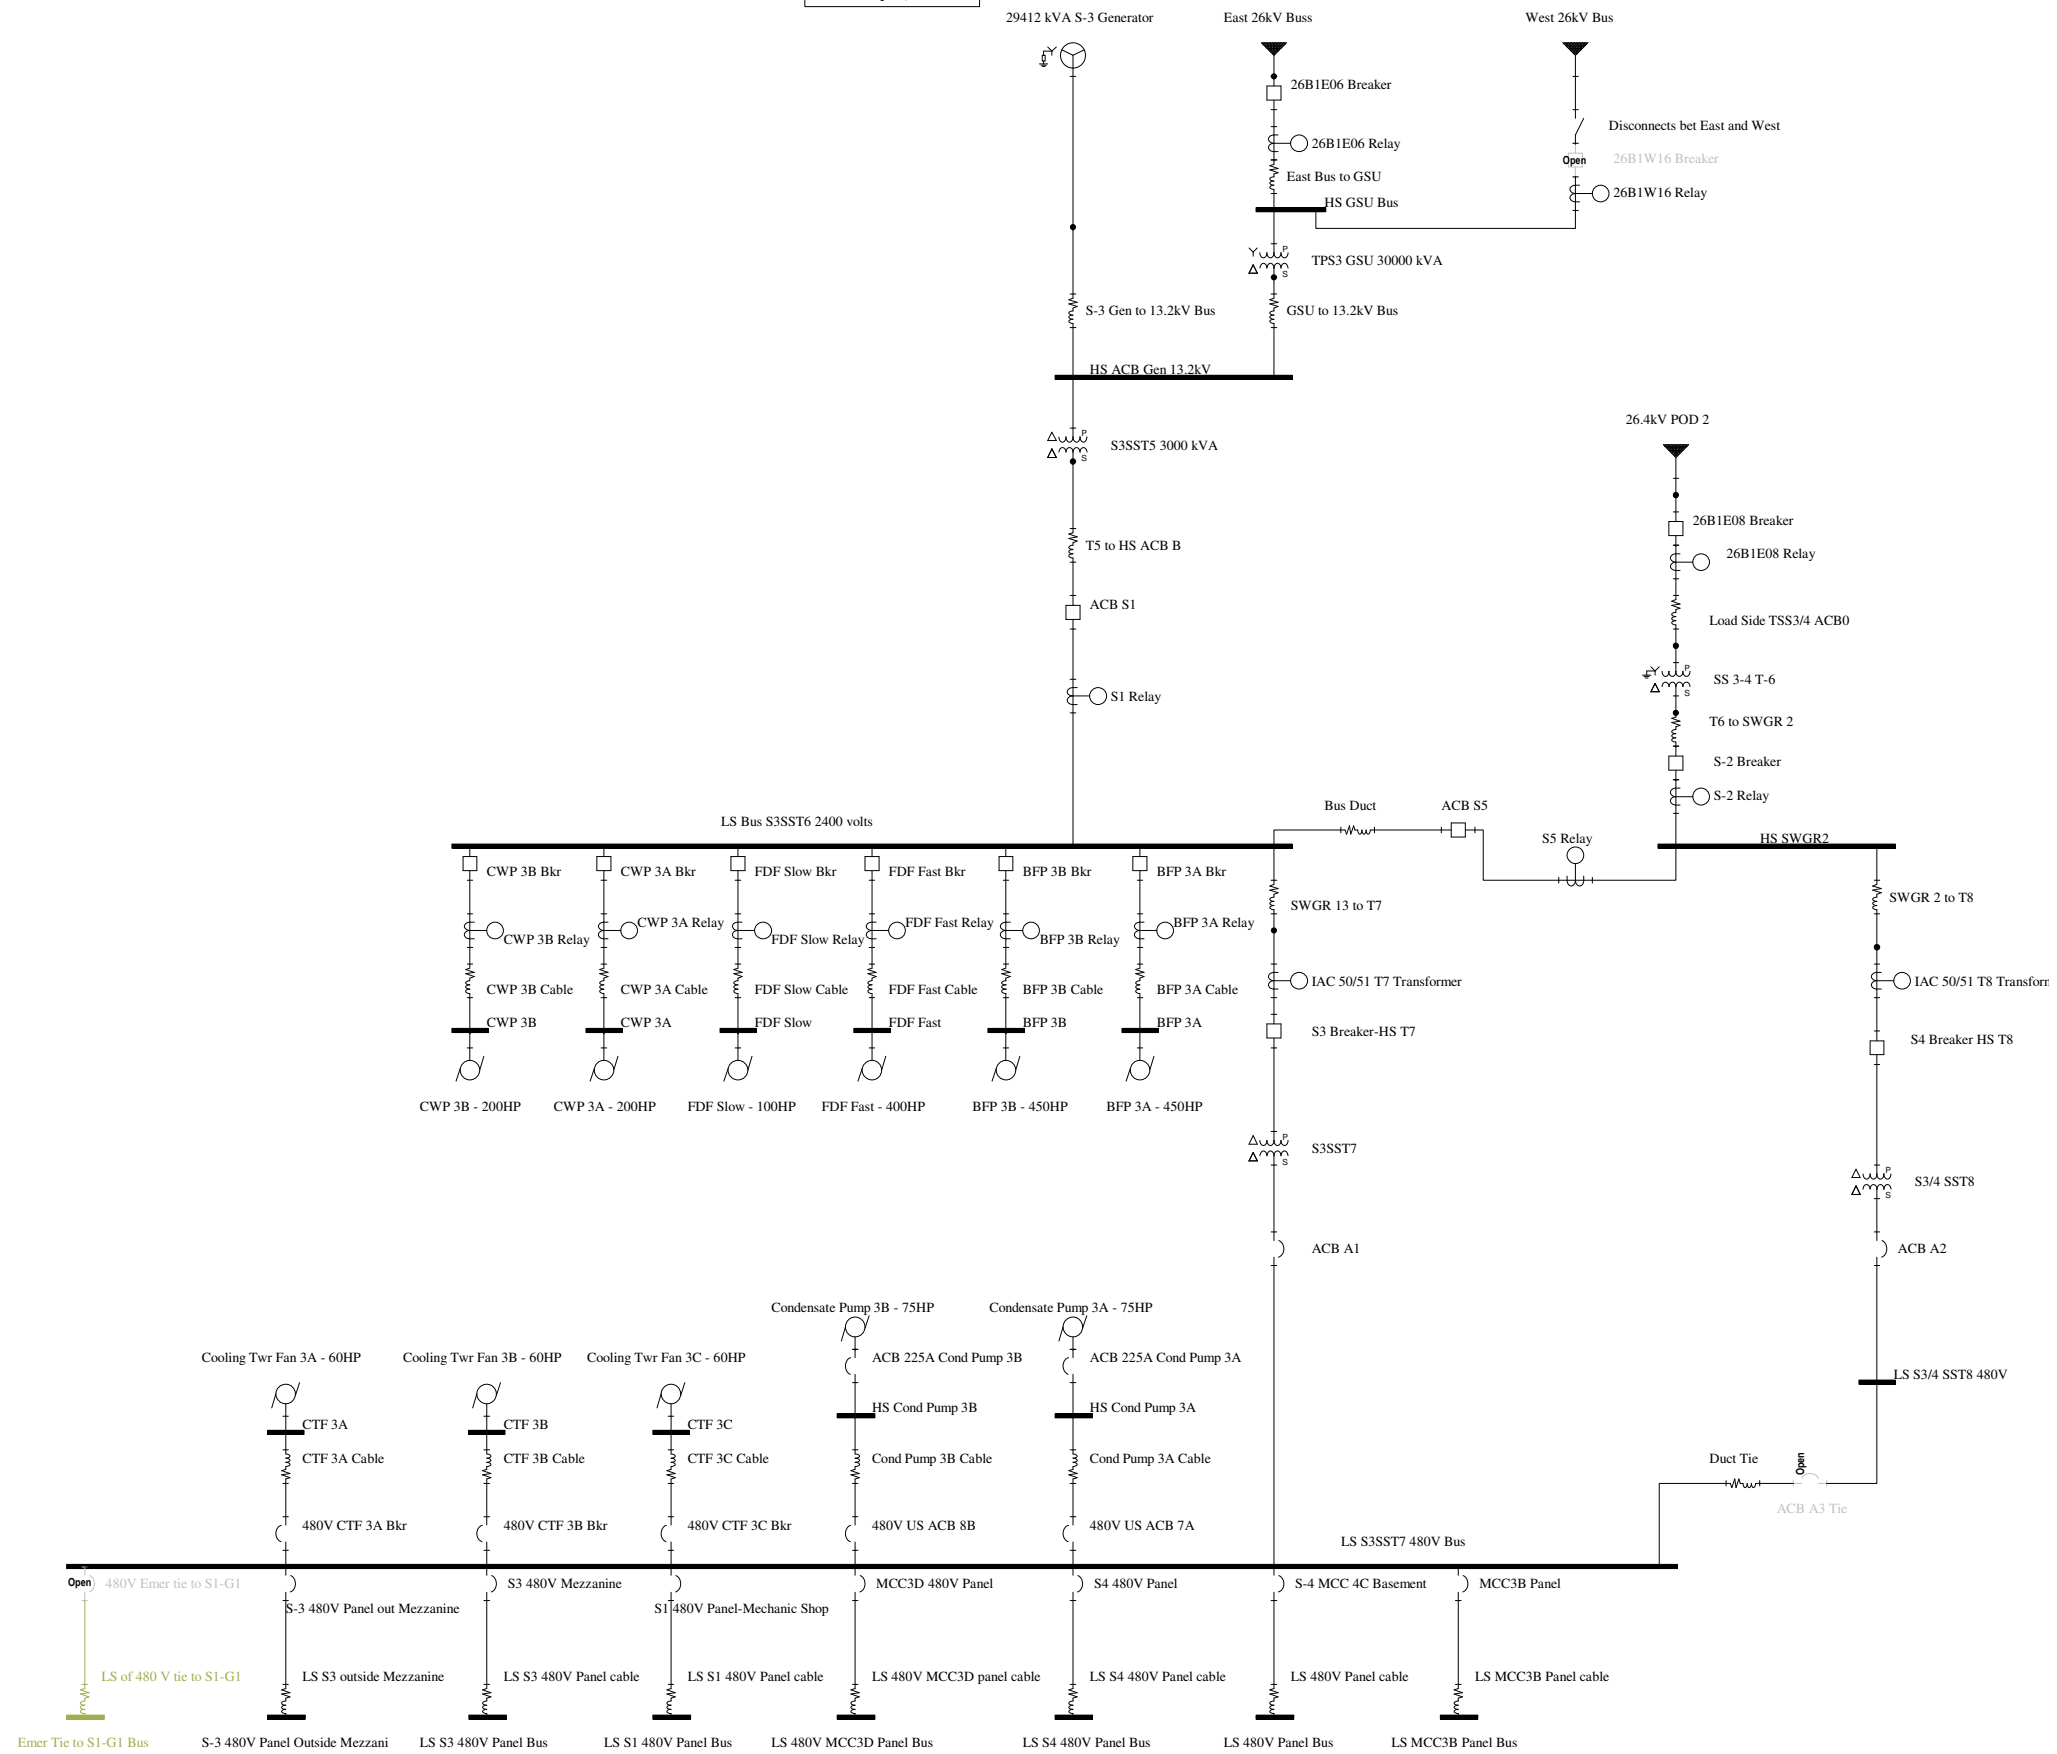 29412 kVA S-3 Generator
East 26kV Buss
West 26kV Bus
26B1E06 Breaker
Disconnects bet East and West
26B1E06 Relay
Open
26B1W16 Breaker
East Bus to GSU
26B1W16 Relay
HS GSU Bus
P
S
TPS3 GSU 30000 kVA
S-3 Gen to 13.2kV Bus
GSU to 13.2kV Bus
HS ACB Gen 13.2kV
26.4kV POD 2
P
S
S3SST5 3000 kVA
26B1E08 Breaker
T5 to HS ACB B
26B1E08 Relay
ACB S1
Load Side TSS3/4 ACB0
P
S
SS 3-4 T-6
S1 Relay
T6 to SWGR 2
S-2 Breaker
S-2 Relay
Bus Duct
ACB S5
LS Bus S3SST6 2400 volts
S5 Relay
HS SWGR2
CWP 3B Bkr
CWP 3A Bkr
FDF Slow Bkr
FDF Fast Bkr
BFP 3B Bkr
BFP 3A Bkr
SWGR 13 to T7
SWGR 2 to T8
CWP 3B Relay
CWP 3A Relay
FDF Slow Relay
FDF Fast Relay
BFP 3B Relay
BFP 3A Relay
IAC 50/51 T7 Transformer
IAC 50/51 T8 Transforr
CWP 3B Cable
CWP 3A Cable
FDF Slow Cable
FDF Fast Cable
BFP 3B Cable
BFP 3A Cable
CWP 3B
CWP 3A
FDF Slow
FDF Fast
BFP 3B
BFP 3A
S3 Breaker-HS T7
S4 Breaker HS T8
CWP 3B - 200HP
CWP 3A - 200HP
FDF Slow - 100HP
FDF Fast - 400HP
BFP 3B - 450HP
BFP 3A - 450HP
P
S
S3SST7
P
S
S3/4 SST8
ACB A1
ACB A2
Condensate Pump 3B - 75HP
Condensate Pump 3A - 75HP
Cooling Twr Fan 3A - 60HP
Cooling Twr Fan 3B - 60HP
Cooling Twr Fan 3C - 60HP
ACB 225A Cond Pump 3B
ACB 225A Cond Pump 3A
LS S3/4 SST8 480V
HS Cond Pump 3B
HS Cond Pump 3A
CTF 3A
CTF 3B
CTF 3C
CTF 3A Cable
CTF 3B Cable
CTF 3C Cable
Cond Pump 3B Cable
Cond Pump 3A Cable
Duct Tie
Open
ACB A3 Tie
480V CTF 3A Bkr
480V CTF 3B Bkr
480V CTF 3C Bkr
480V US ACB 8B
480V US ACB 7A
LS S3SST7 480V Bus
Open
480V Emer tie to S1-G1
S3 480V Mezzanine
MCC3D 480V Panel
S4 480V Panel
S-4 MCC 4C Basement
MCC3B Panel
S-3 480V Panel out Mezzanine
S1 480V Panel-Mechanic Shop
LS of 480 V tie to S1-G1
LS S3 outside Mezzanine
LS S3 480V Panel cable
LS S1 480V Panel cable
LS 480V MCC3D panel cable
LS S4 480V Panel cable
LS 480V Panel cable
LS MCC3B Panel cable
Emer Tie to S1-G1 Bus
S-3 480V Panel Outside Mezzani
LS S3 480V Panel Bus
LS S1 480V Panel Bus
LS 480V MCC3D Panel Bus
LS S4 480V Panel Bus
LS 480V Panel Bus
LS MCC3B Panel Bus